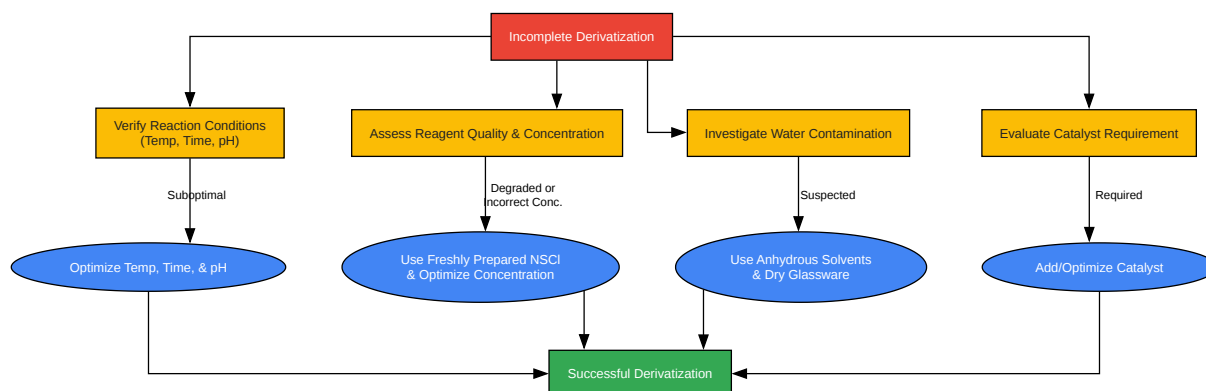 Incomplete Derivatization
Verify Reaction Conditions
(Temp, Time, pH)
Assess Reagent Quality & Concentration
Investigate Water Contamination
Evaluate Catalyst Requirement
Suboptimal
Degraded or
Incorrect Conc.
Suspected
Required
Optimize Temp, Time, & pH
Use Freshly Prepared NSCl
& Optimize Concentration
Use Anhydrous Solvents
& Dry Glassware
Add/Optimize Catalyst
Successful Derivatization